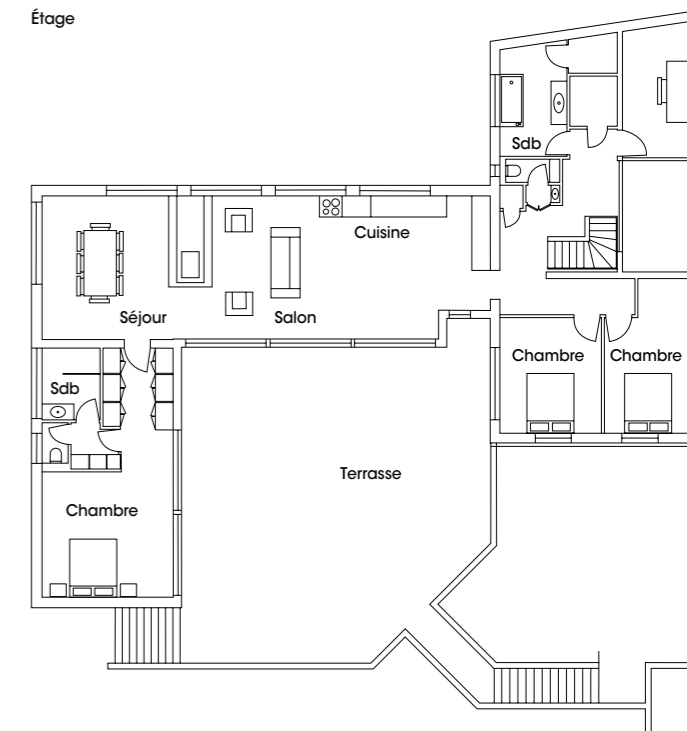 Étage
Sdb
Cuisine
Séjour
Salon
Chambre
Chambre
Sdb
Terrasse
Chambre